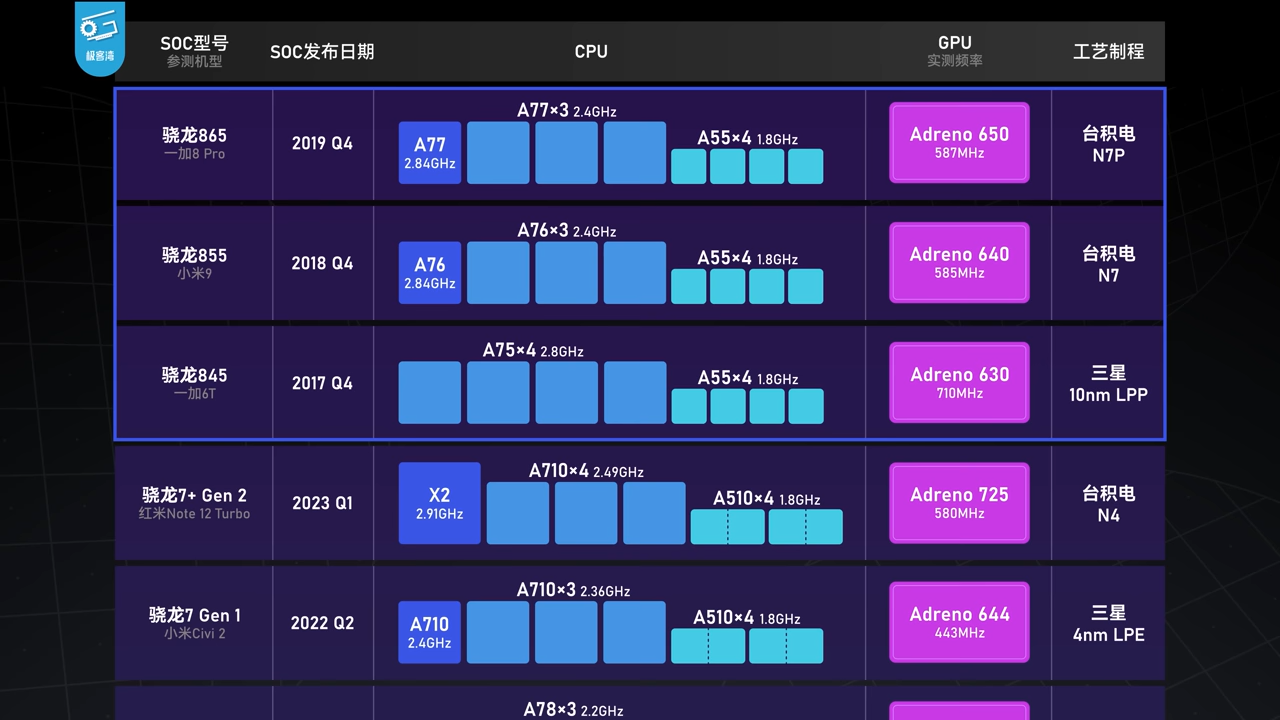 极客湾
SOC型号
参测机型
SOC发布日期
CPU
GPU
实测频率
工艺制程
骁龙865
一加8 Pro
2019 Q4
A77
2.84GHz
A77×3 2.4GHz
A55×4 1.8GHz
Adreno 650
587MHz
台积电
N7P
骁龙855
小米9
2018 Q4
A76
2.84GHz
A76×3 2.4GHz
A55×4 1.8GHz
Adreno 640
585MHz
台积电
N7
骁龙845
一加6T
2017 Q4
A75×4 2.8GHz
A55×4 1.8GHz
Adreno 630
710MHz
三星
10nm LPP
骁龙7+ Gen 2
红米Note 12 Turbo
2023 Q1
X2
2.91GHz
A710×4 2.49GHz
A510×4 1.8GHz
Adreno 725
580MHz
台积电
N4
骁龙7 Gen 1
小米Civi 2
2022 Q2
A710
2.4GHz
A710×3 2.36GHz
A510×4 1.8GHz
Adreno 644
443MHz
三星
4nm LPE
A78×3 2.2GHz